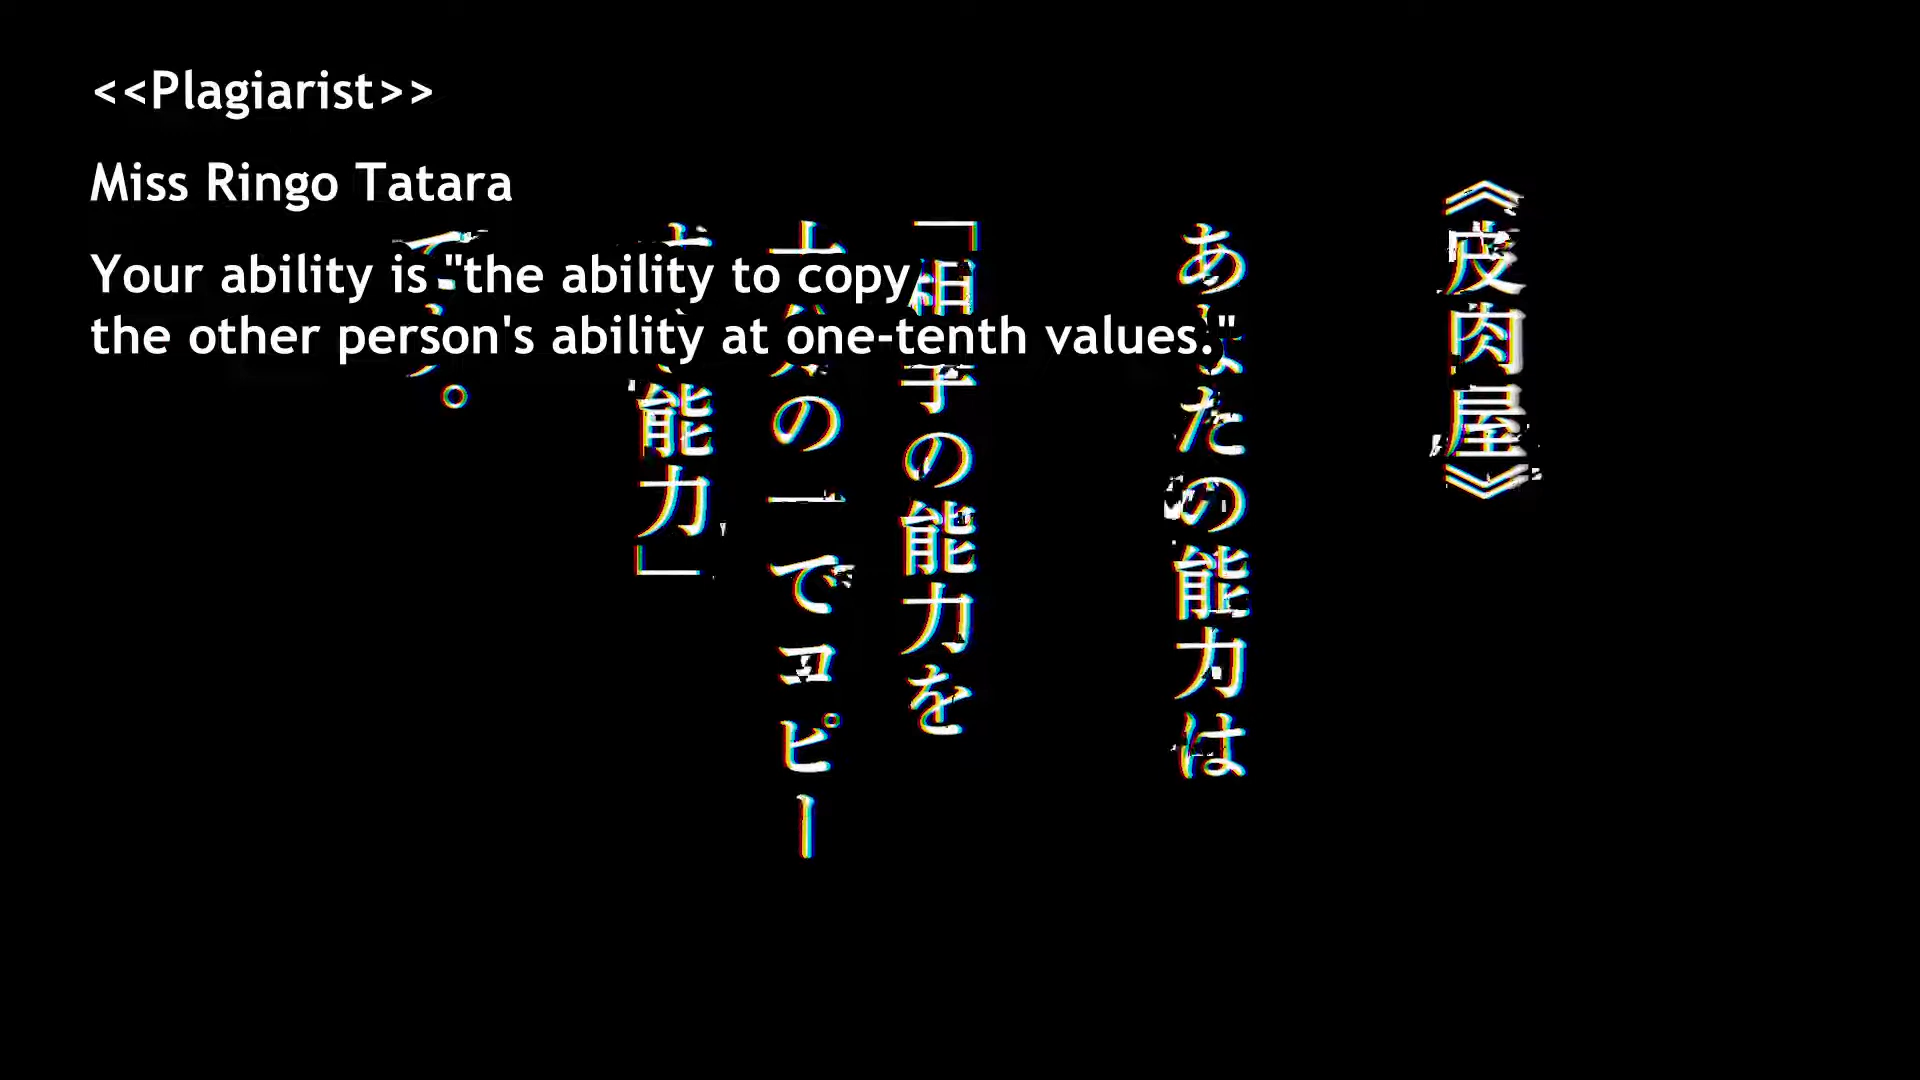 <<Plagiarist>>
Miss Ringo Tatara
Your ability is "the ability to copy
the other person's ability at one-tenth values."
《皮肉屋》
あなたの能力は
「相手の能力を
の一でコピー
能力」